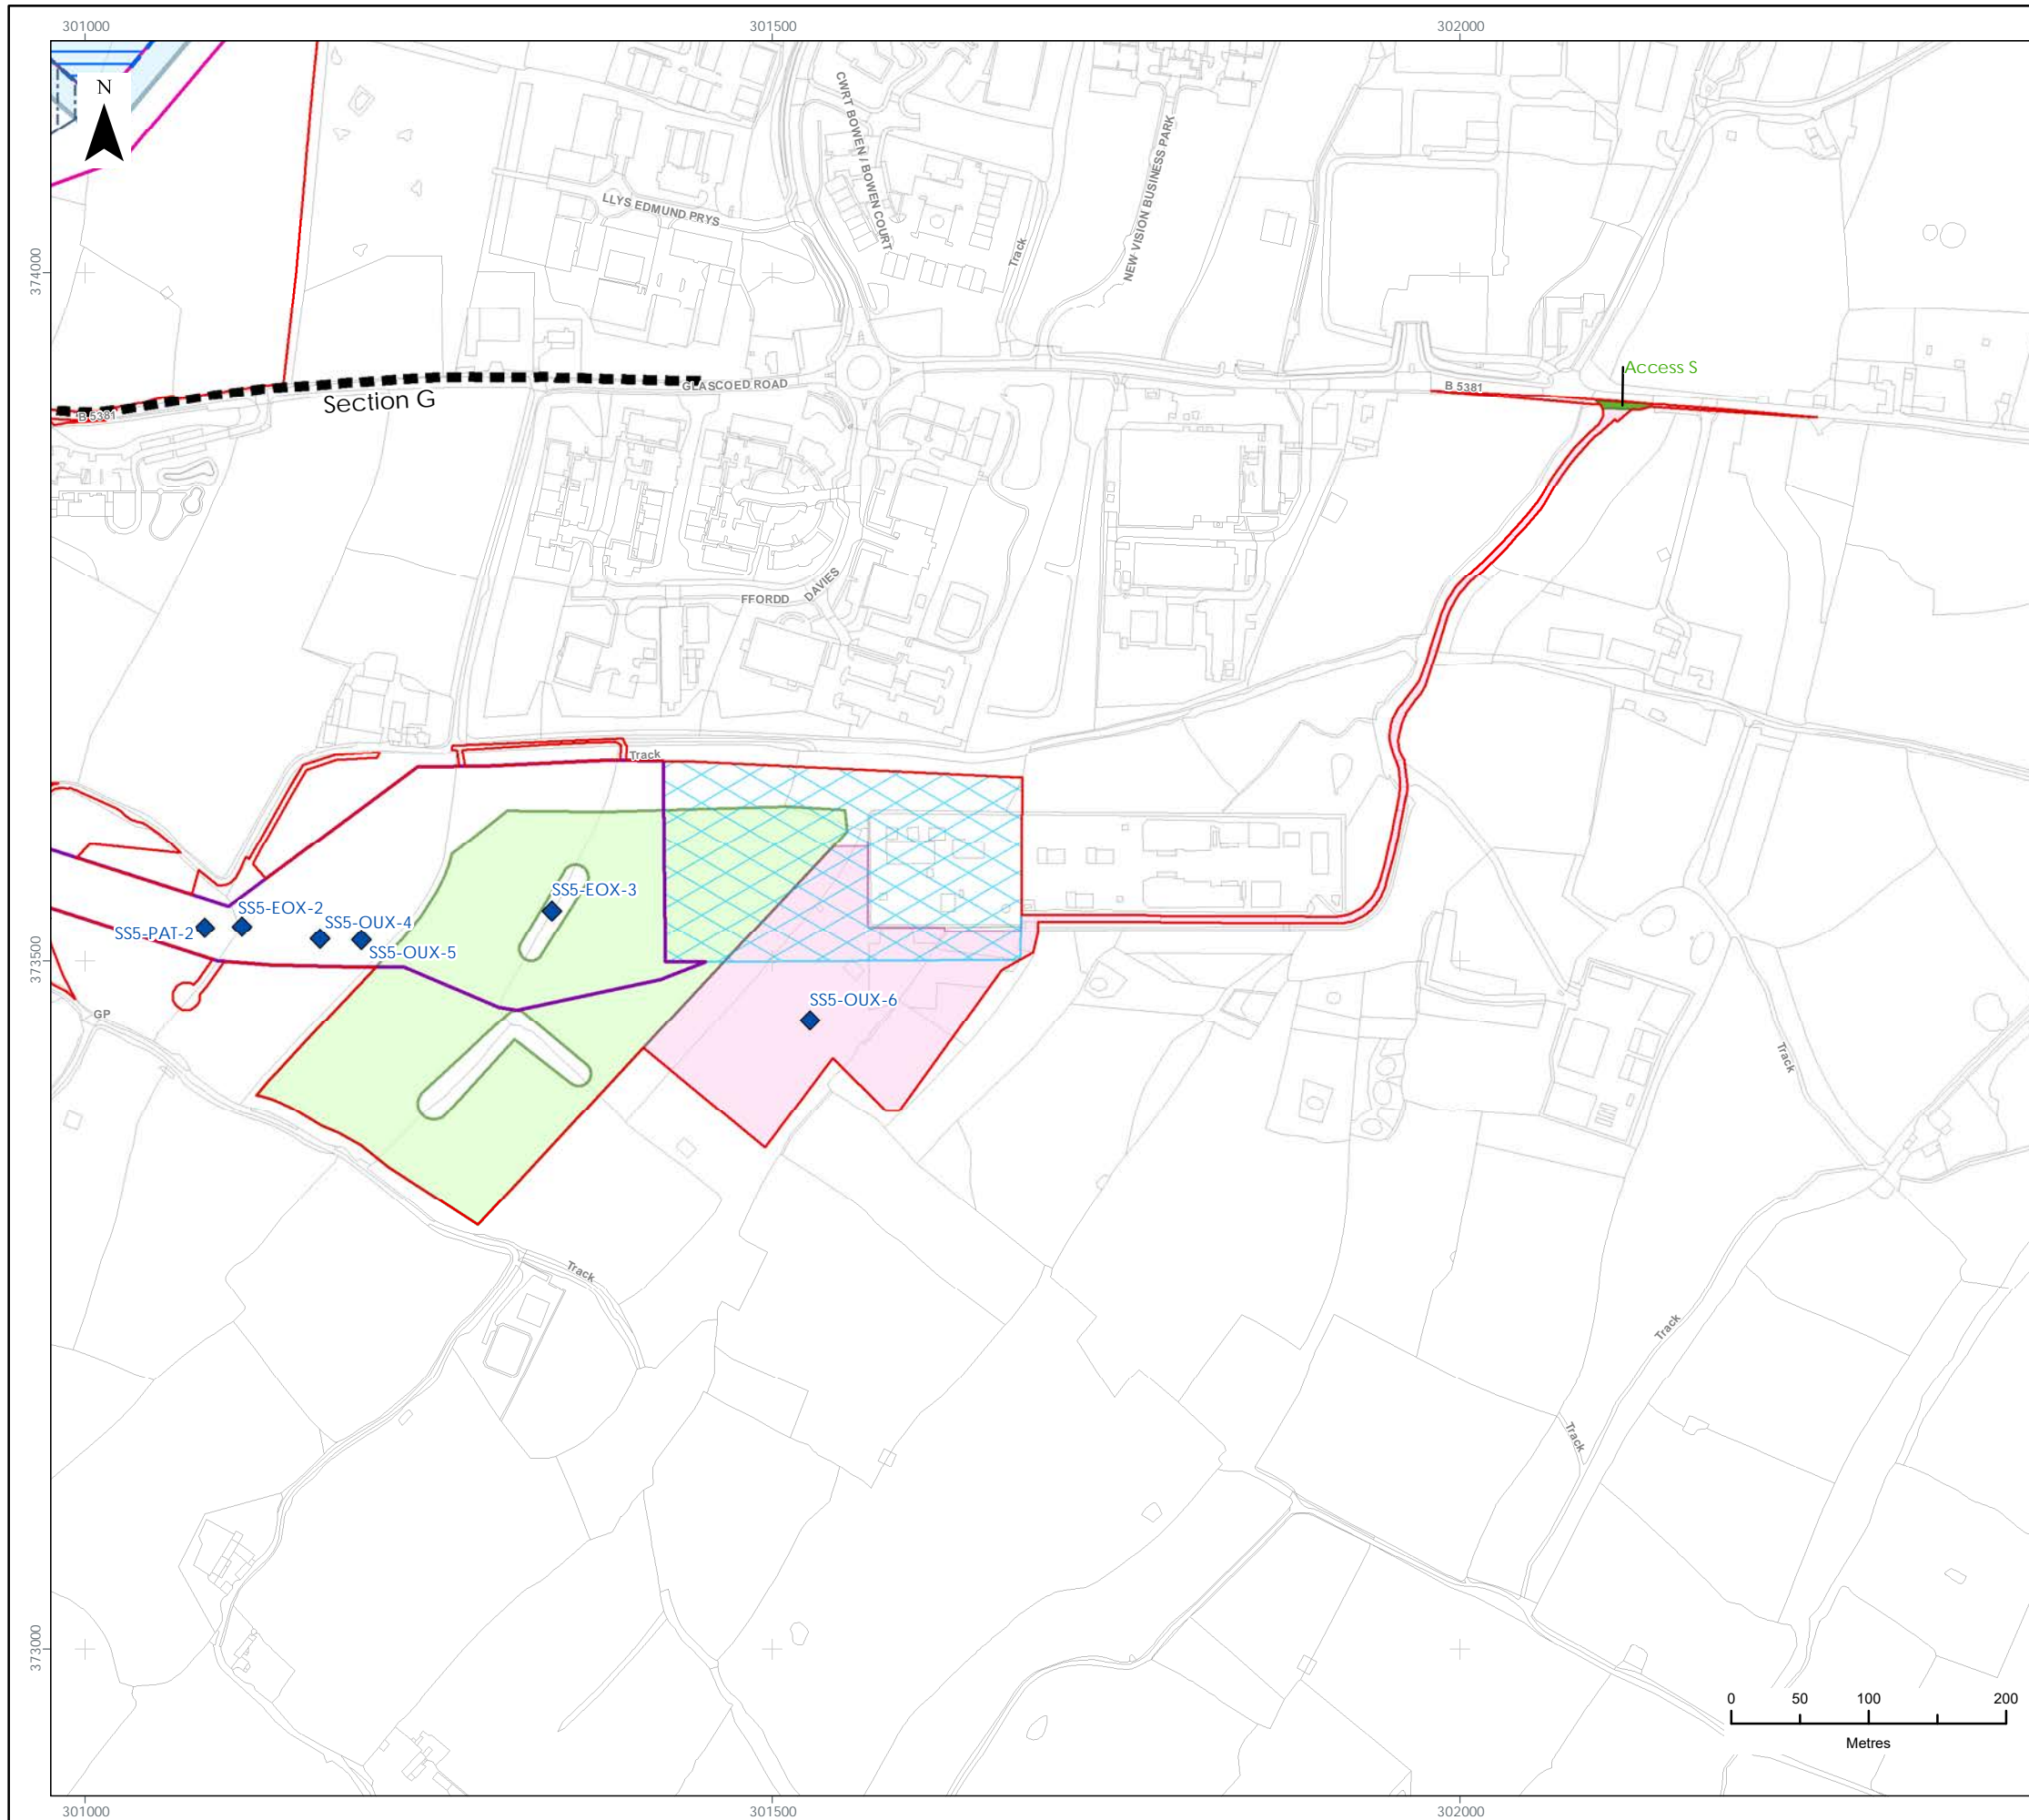 301000
301500
302000
N
CWRT BOWEN / BOWEN COURT
NEW VISION BUSINESS PARK
LLYS EDMUND PRYS
Track
374000
GLASCOED ROAD
Section G
B 5381
B 5381
Access S
FFORDD
DAVIES
Track
SS5-EOX-3
SS5-EOX-2
SS5-OUX-4
SS5-PAT-2
SS5-OUX-5
373500
SS5-OUX-6
GP
Track
Track
Track
Track
373000
0 50 100 200
Metres
301000
301500
302000